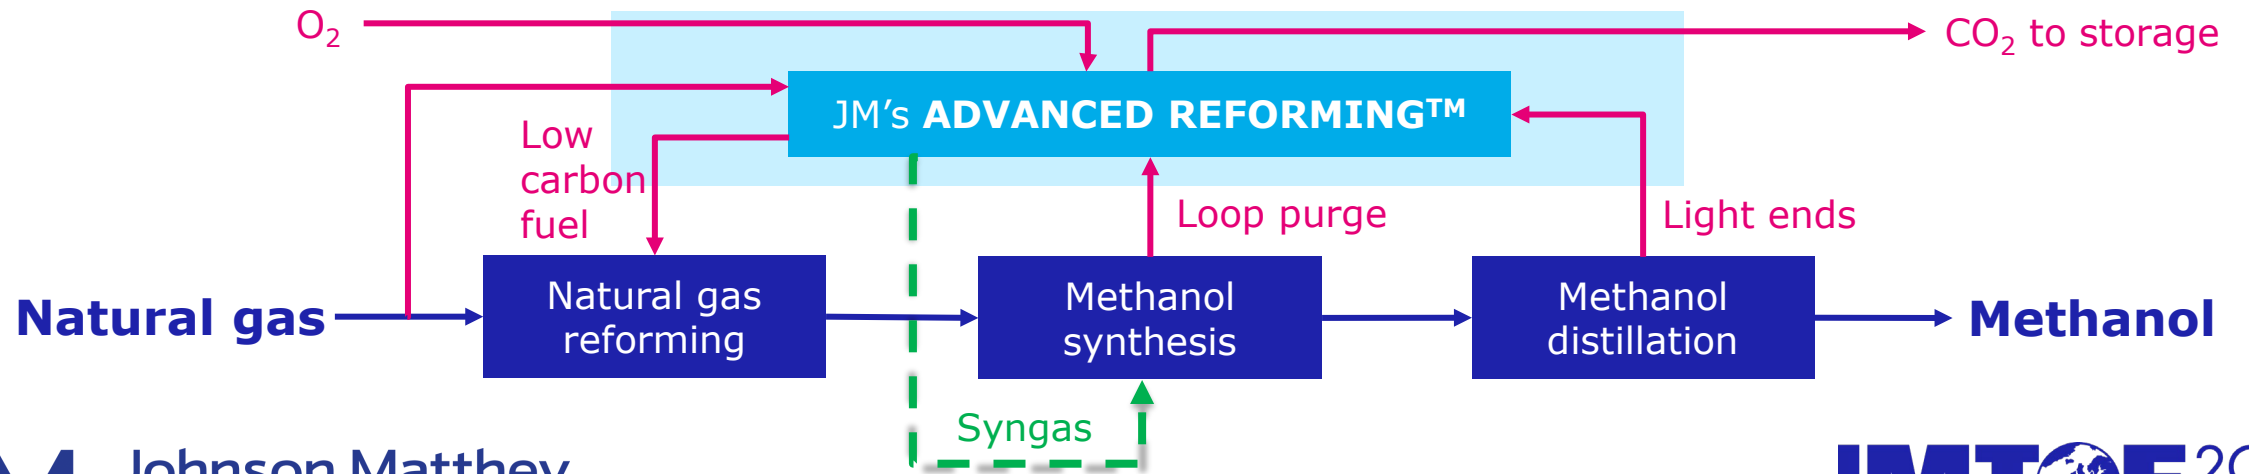 O₂
CO₂ to storage
JM's ADVANCED REFORMING™
Low
carbon
fuel
Loop purge
Light ends
Natural gas
Natural gas
reforming
Methanol
synthesis
Methanol
distillation
Methanol
Syngas
Johnson Matthey